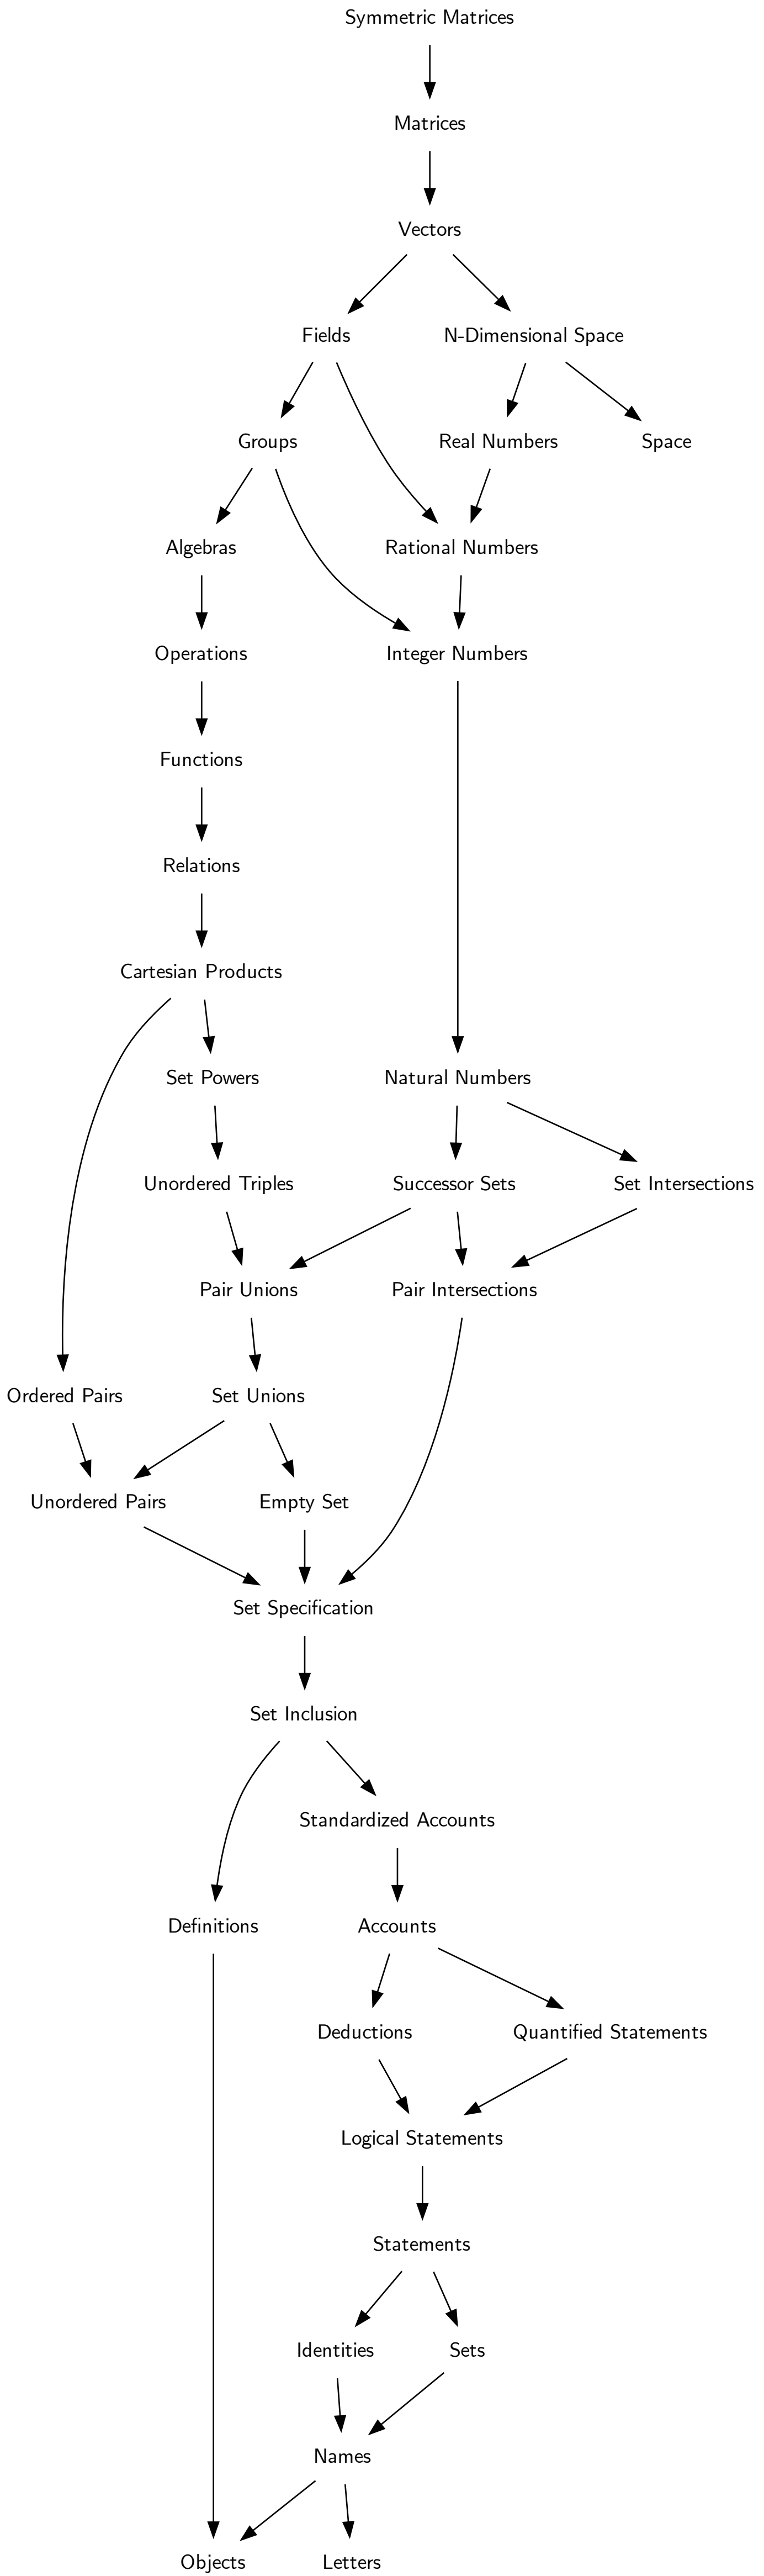 Symmetric Matrices
Matrices
Vectors
Fields
N-Dimensional Space
Groups
Real Numbers
Space
Algebras
Rational Numbers
Operations
Integer Numbers
Functions
Relations
Cartesian Products
Set Powers
Natural Numbers
Unordered Triples
Successor Sets
Set Intersections
Pair Unions
Pair Intersections
Ordered Pairs
Set Unions
Unordered Pairs
Empty Set
Set Specification
Set Inclusion
Standardized Accounts
Definitions
Accounts
Deductions
Quantified Statements
Logical Statements
Statements
Identities
Sets
Names
Objects
Letters